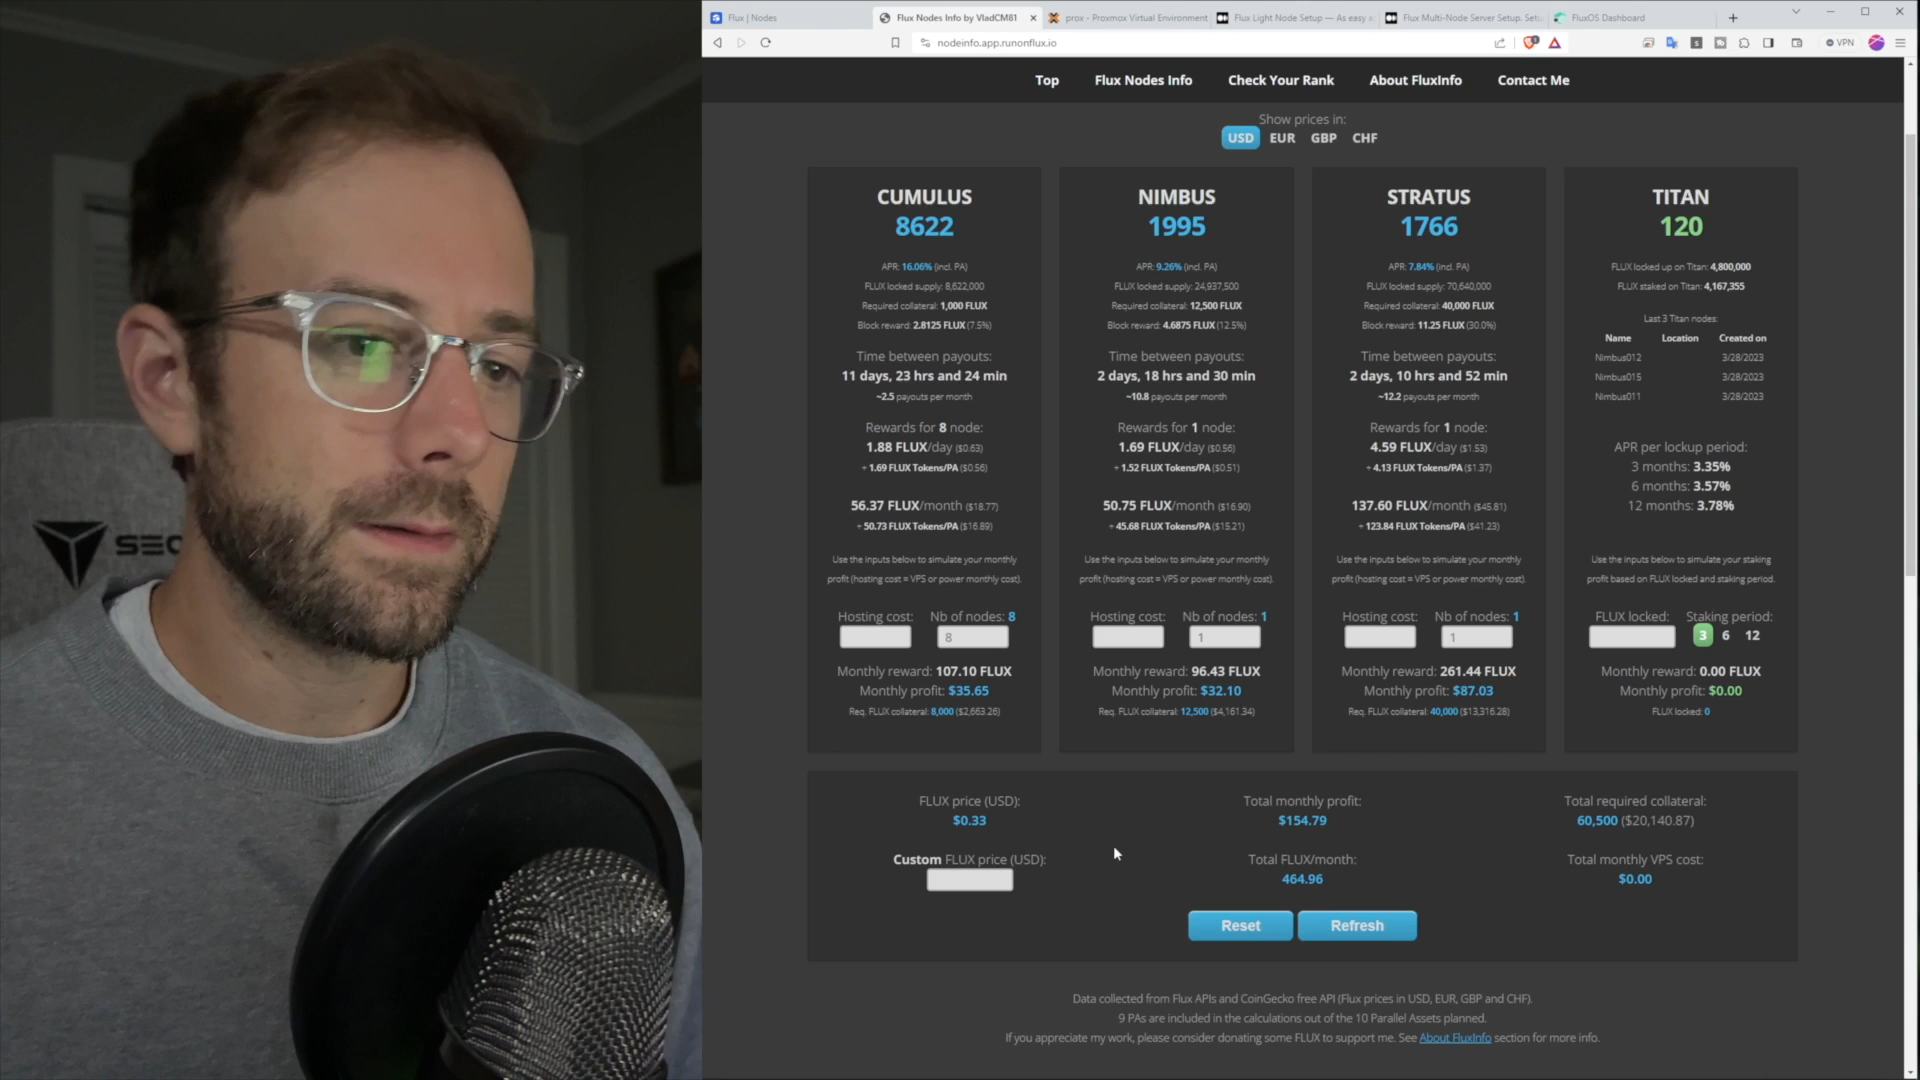 Flux | Nodes
Flux Nodes Info by VladCM81
prox - Proxmox Virtual Environment
Flux Light Node Setup — As easy a
Flux Multi-Node Server Setup. Setu
FluxOS Dashboard
nodeinfo.app.runonflux.io
VPN
Top
Flux Nodes Info
Check Your Rank
About FluxInfo
Contact Me
Show prices in:
USD EUR GBP CHF
CUMULUS
8622
APR: 16.06% (incl. PA)
FLUX locked supply: 8,622,000
Required collateral: 1,000 FLUX
Block reward: 2.8125 FLUX (7.5%)
Time between payouts:
11 days, 23 hrs and 24 min
~2.5 payouts per month
Rewards for 8 node:
1.88 FLUX/day ($0.63)
+ 1.69 FLUX Tokens/PA ($0.56)
56.37 FLUX/month ($18.77)
+ 50.73 FLUX Tokens/PA ($16.89)
Use the inputs below to simulate your monthly
profit (hosting cost = VPS or power monthly cost).
Hosting cost: Nb of nodes: 8
8
Monthly reward: 107.10 FLUX
Monthly profit: $35.65
Req. FLUX collateral: 8,000 ($2,663.26)
NIMBUS
1995
APR: 9.26% (incl. PA)
FLUX locked supply: 24,937,500
Required collateral: 12,500 FLUX
Block reward: 4.6875 FLUX (12.5%)
Time between payouts:
2 days, 18 hrs and 30 min
~10.8 payouts per month
Rewards for 1 node:
1.69 FLUX/day ($0.56)
+ 1.52 FLUX Tokens/PA ($0.51)
50.75 FLUX/month ($16.90)
+ 45.68 FLUX Tokens/PA ($15.21)
Use the inputs below to simulate your monthly
profit (hosting cost = VPS or power monthly cost).
Hosting cost: Nb of nodes: 1
1
Monthly reward: 96.43 FLUX
Monthly profit: $32.10
Req. FLUX collateral: 12,500 ($4,161.34)
STRATUS
1766
APR: 7.84% (incl. PA)
FLUX locked supply: 70,640,000
Required collateral: 40,000 FLUX
Block reward: 11.25 FLUX (30.0%)
Time between payouts:
2 days, 10 hrs and 52 min
~12.2 payouts per month
Rewards for 1 node:
4.59 FLUX/day ($1.53)
+ 4.13 FLUX Tokens/PA ($1.37)
137.60 FLUX/month ($45.81)
+ 123.84 FLUX Tokens/PA ($41.23)
Use the inputs below to simulate your monthly
profit (hosting cost = VPS or power monthly cost).
Hosting cost: Nb of nodes: 1
1
Monthly reward: 261.44 FLUX
Monthly profit: $87.03
Req. FLUX collateral: 40,000 ($13,316.28)
TITAN
120
FLUX locked up on Titan: 4,800,000
FLUX staked on Titan: 4,167,355
Last 3 Titan nodes:
Name Location Created on
Nimbus012 3/28/2023
Nimbus015 3/28/2023
Nimbus011 3/28/2023
APR per lockup period:
3 months: 3.35%
6 months: 3.57%
12 months: 3.78%
Use the inputs below to simulate your staking
profit based on FLUX locked and staking period.
FLUX locked: Staking period:
3 6 12
Monthly reward: 0.00 FLUX
Monthly profit: $0.00
FLUX locked: 0
FLUX price (USD):
$0.33
Total monthly profit:
$154.79
Total required collateral:
60,500 ($20,140.87)
Custom FLUX price (USD):
Total FLUX/month:
464.96
Total monthly VPS cost:
$0.00
Reset
Refresh
Data collected from Flux APIs and CoinGecko free API (Flux prices in USD, EUR, GBP and CHF).
9 PAs are included in the calculations out of the 10 Parallel Assets planned.
If you appreciate my work, please consider donating some FLUX to support me. See About FluxInfo section for more info.